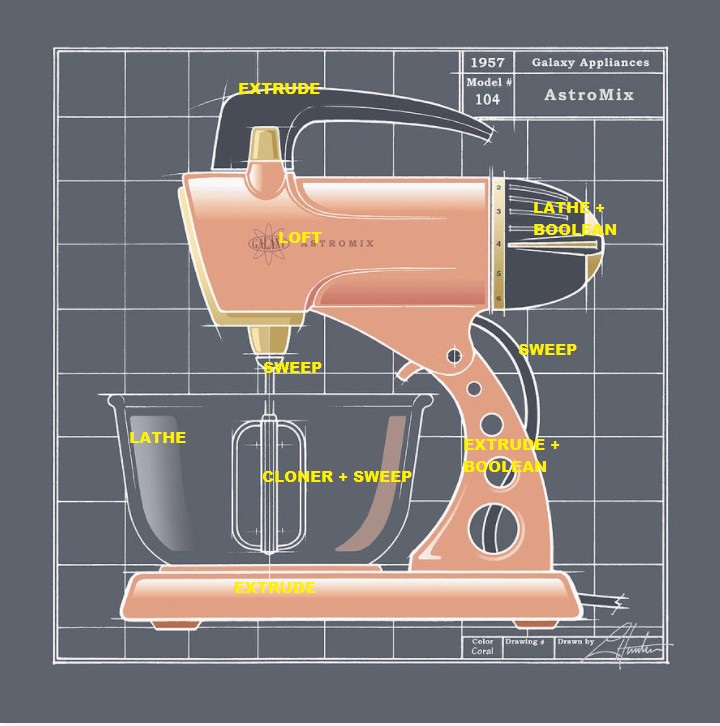 EXTRUDE
1957
Galaxy Appliances
Model #
104
AstroMix
2
3
4
5
6
LATHE +
BOOLEAN
GALAXY ASTROMIX
LOFT
SWEEP
SWEEP
LATHE
EXTRUDE +
BOOLEAN
CLONER + SWEEP
EXTRUDE
Color
Coral
Drawing #
Drawn by